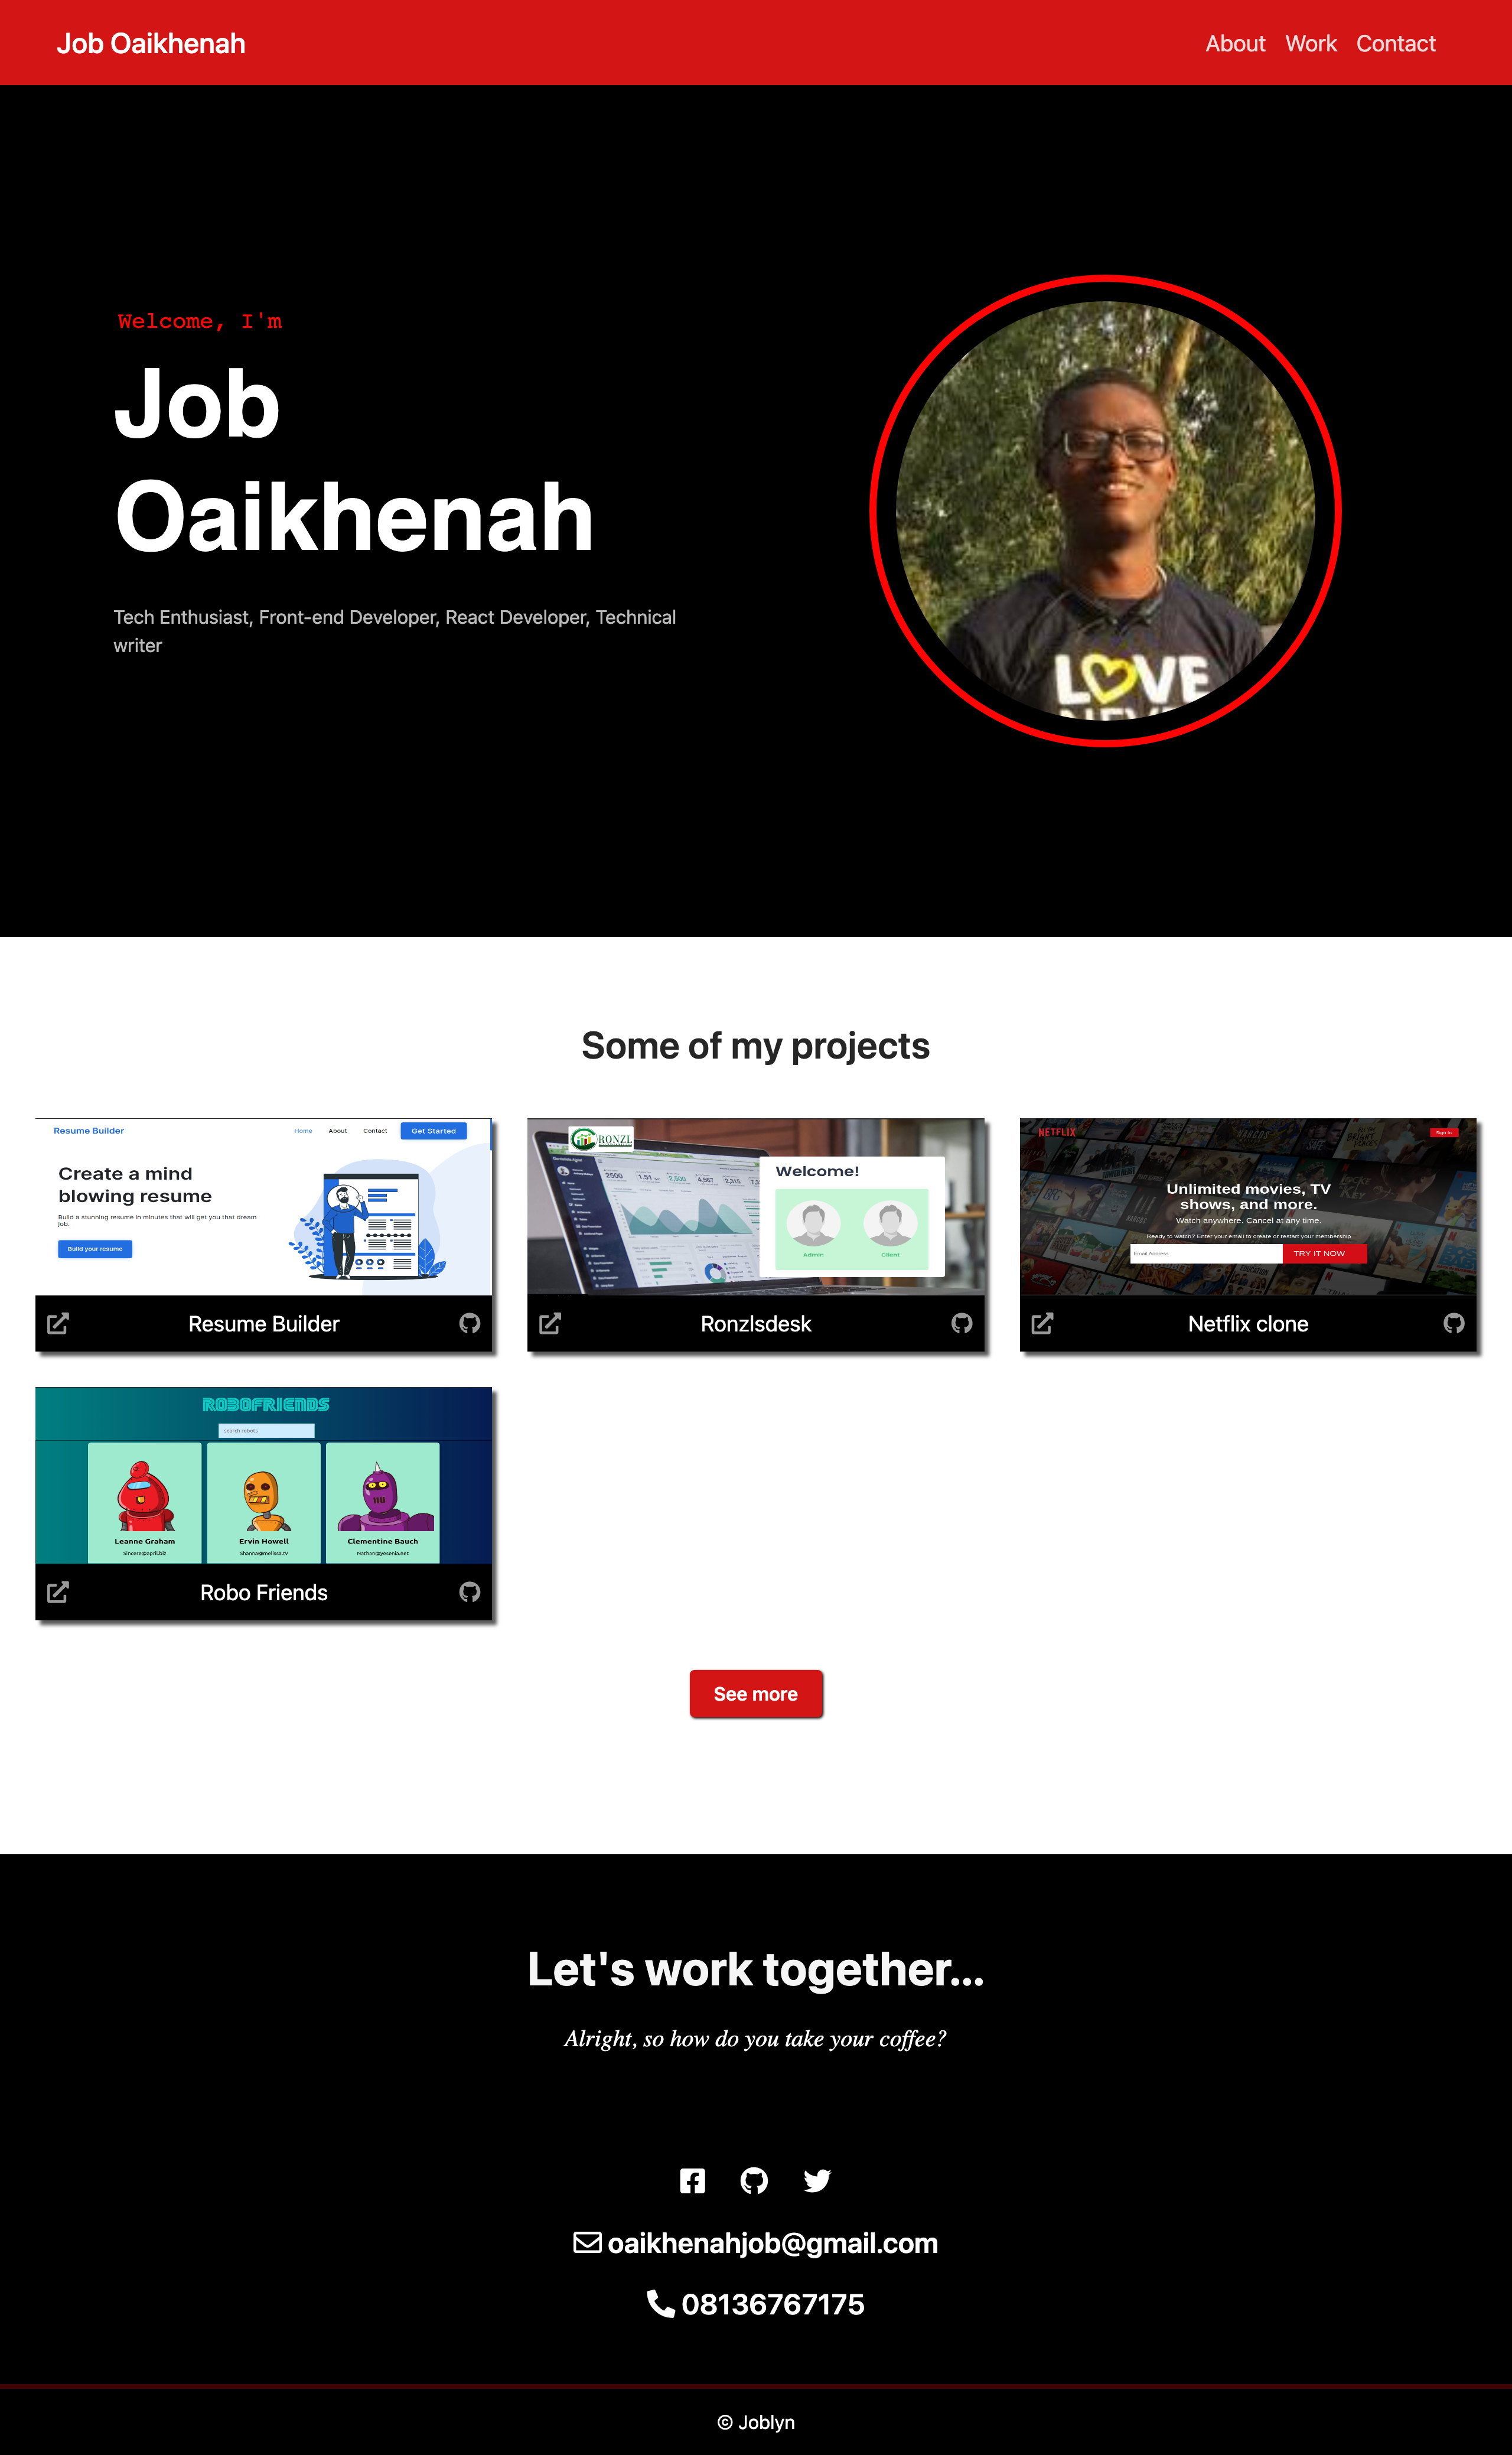 Job Oaikhenah
About Work Contact
Welcome, I'm
Job
Oaikhenah
Tech Enthusiast, Front-end Developer, React Developer, Technical
writer
LOVE
Some of my projects
Resume Builder
Home About Contact Get Started
Create a mind
blowing resume
Build a stunning resume in minutes that will get you that dream
job.
Build your resume
Resume Builder
RONZL
Welcome!
Admin Client
Ronzlsdesk
NETFLIX
Sign in
Unlimited movies, TV
shows, and more.
Watch anywhere. Cancel at any time.
Ready to watch? Enter your email to create or restart your membership
Email Address TRY IT NOW
Netflix clone
ROBOFRIENDS
search robots
Leanne Graham Ervin Howell Clementine Bauch
Sincere@april.biz Shanna@melissa.tv Nathan@yesenia.net
Robo Friends
See more
Let's work together...
Alright, so how do you take your coffee?
oaikhenahjob@gmail.com
08136767175
© Joblyn